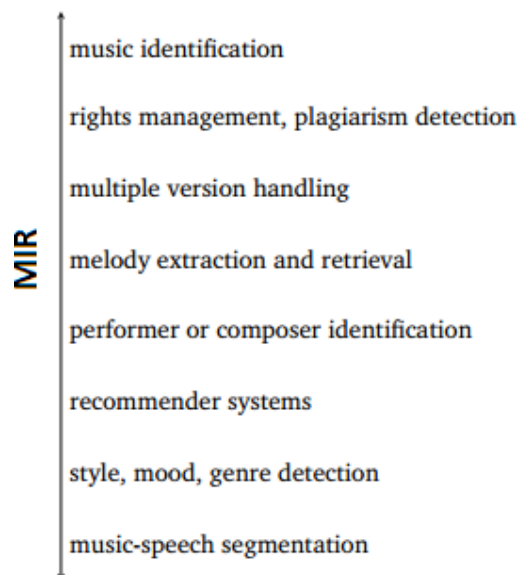 music identification
rights management, plagiarism detection
multiple version handling
MIR
melody extraction and retrieval
performer or composer identification
recommender systems
style, mood, genre detection
music-speech segmentation